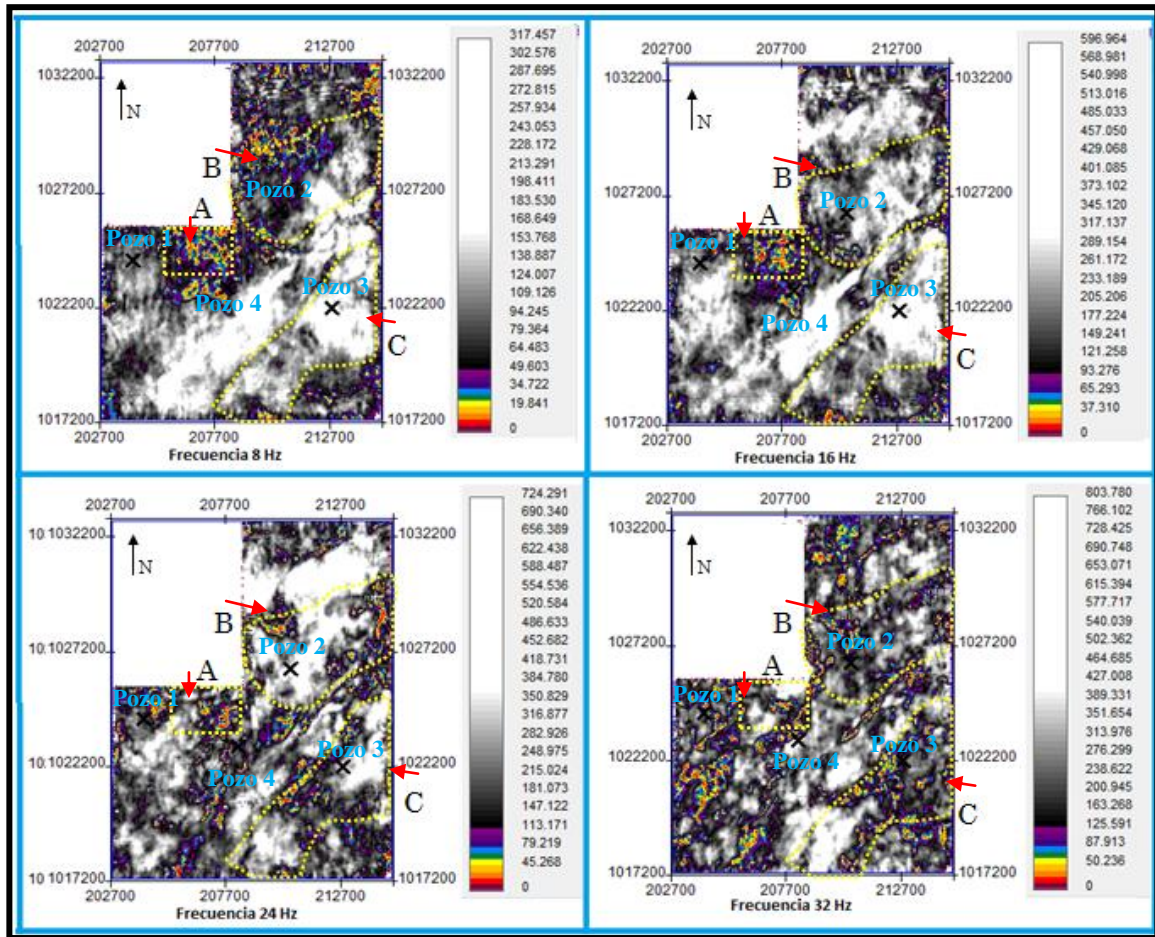 202700 207700 212700
1032200
1027200
1022200
1017200
N
B
A
C
Pozo 1
Pozo 2
Pozo 3
Pozo 4
202700 207700 212700
1032200
1027200
1022200
1017200
Frecuencia 8 Hz
317.457
302.576
287.695
272.815
257.934
243.053
228.172
213.291
198.411
183.530
168.649
153.768
138.887
124.007
109.126
94.245
79.364
64.483
49.603
34.722
19.841
0
202700 207700 212700
1032200
1027200
1022200
1017200
N
B
A
C
Pozo 1
Pozo 2
Pozo 3
Pozo 4
1032200
1027200
1022200
1017200
207700 212700
202700
Frecuencia 16 Hz
596.964
568.981
540.998
513.016
485.033
457.050
429.068
401.085
373.102
345.120
317.137
289.154
261.172
233.189
205.206
177.224
149.241
121.258
93.276
65.293
37.310
0
202700 207700 212700
10 1032200
10 1027200
10 1022200
10 1017200
N
B
A
C
Pozo 1
Pozo 2
Pozo 3
Pozo 4
1032200
1027200
1022200
1017200
202700 207700 212700
Frecuencia 24 Hz
724.291
690.340
656.389
622.438
588.487
554.536
520.584
486.633
452.682
418.731
384.780
350.829
316.877
282.926
248.975
215.024
181.073
147.122
113.171
79.219
45.268
0
202700 207700 212700
1032200
1027200
1022200
1017200
N
B
A
C
Pozo 1
Pozo 2
Pozo 3
Pozo 4
1032200
1027200
1022200
1017200
202700 207700 212700
Frecuencia 32 Hz
803.780
766.102
728.425
690.748
653.071
615.394
577.717
540.039
502.362
464.685
427.008
389.331
351.654
313.976
276.299
238.622
200.945
163.268
125.591
87.913
50.236
0